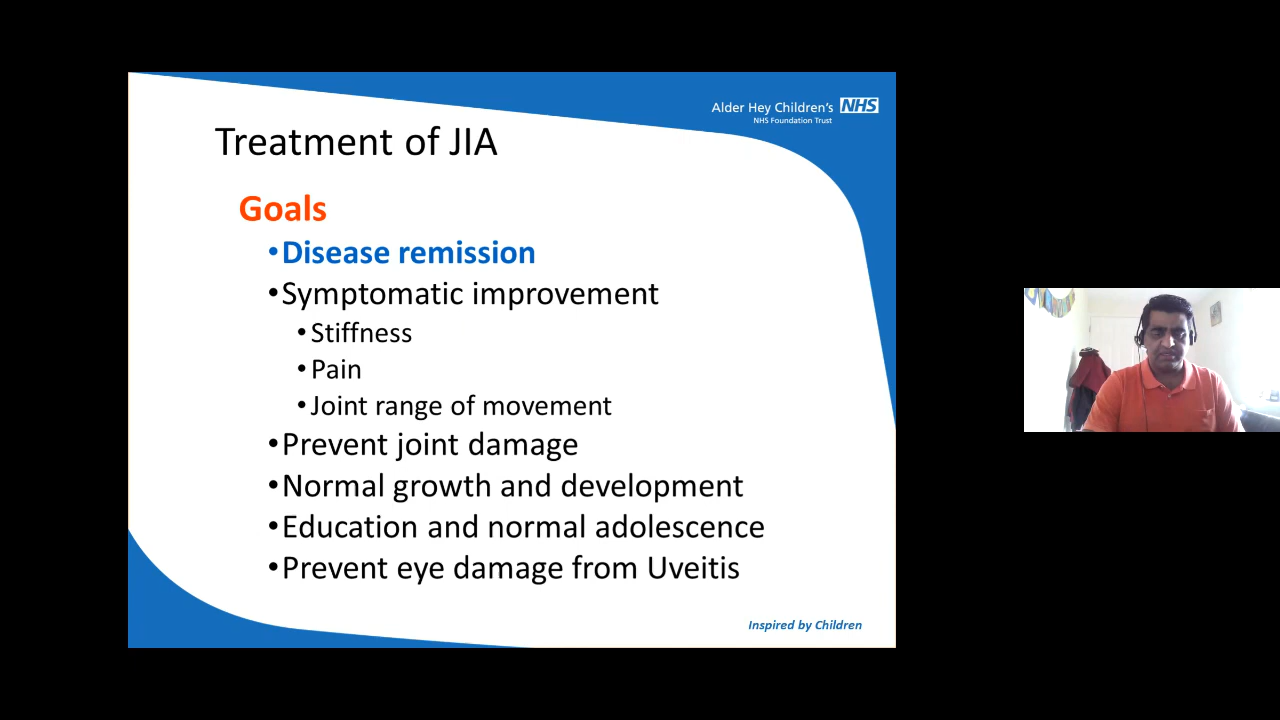 Alder Hey Children's NHS
NHS Foundation Trust
Treatment of JIA
Goals
•Disease remission
•Symptomatic improvement
•Stiffness
•Pain
•Joint range of movement
•Prevent joint damage
•Normal growth and development
•Education and normal adolescence
•Prevent eye damage from Uveitis
Inspired by Children